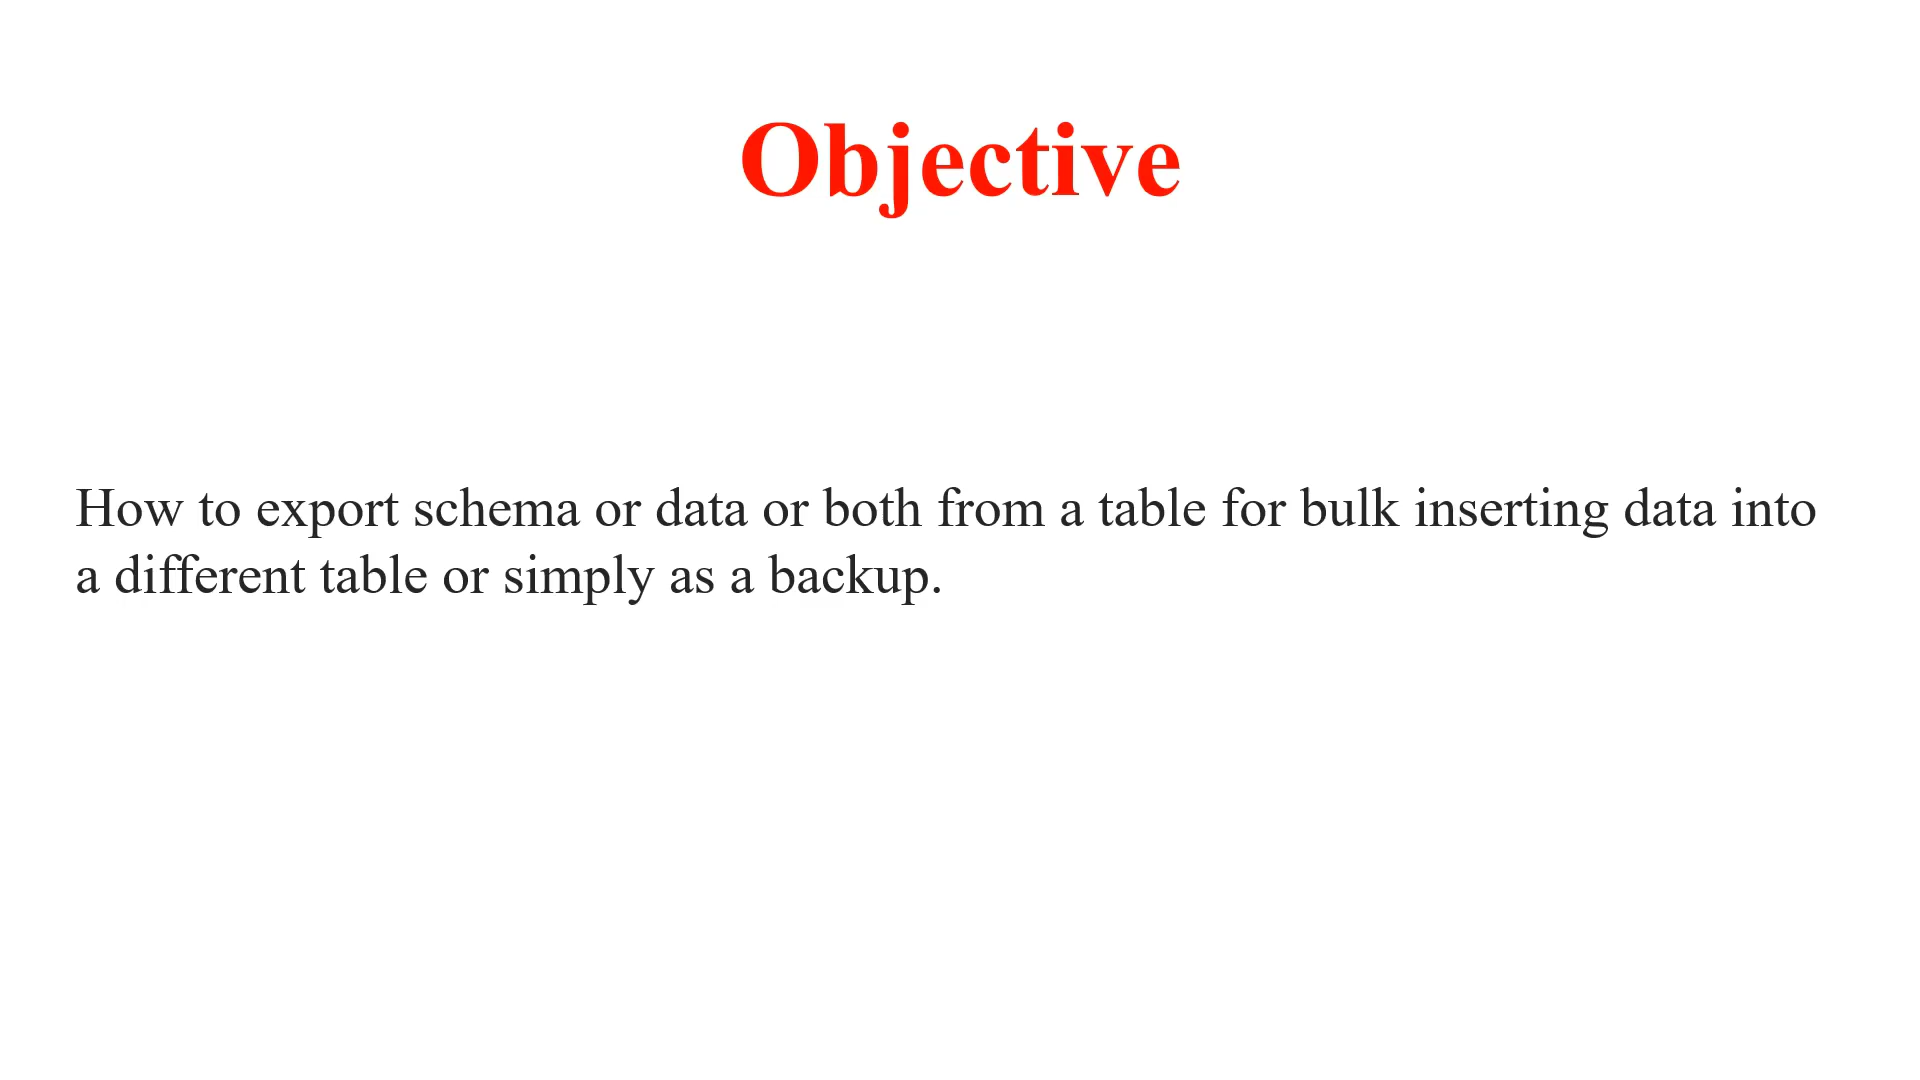 Objective
How to export schema or data or both from a table for bulk inserting data into
a different table or simply as a backup.